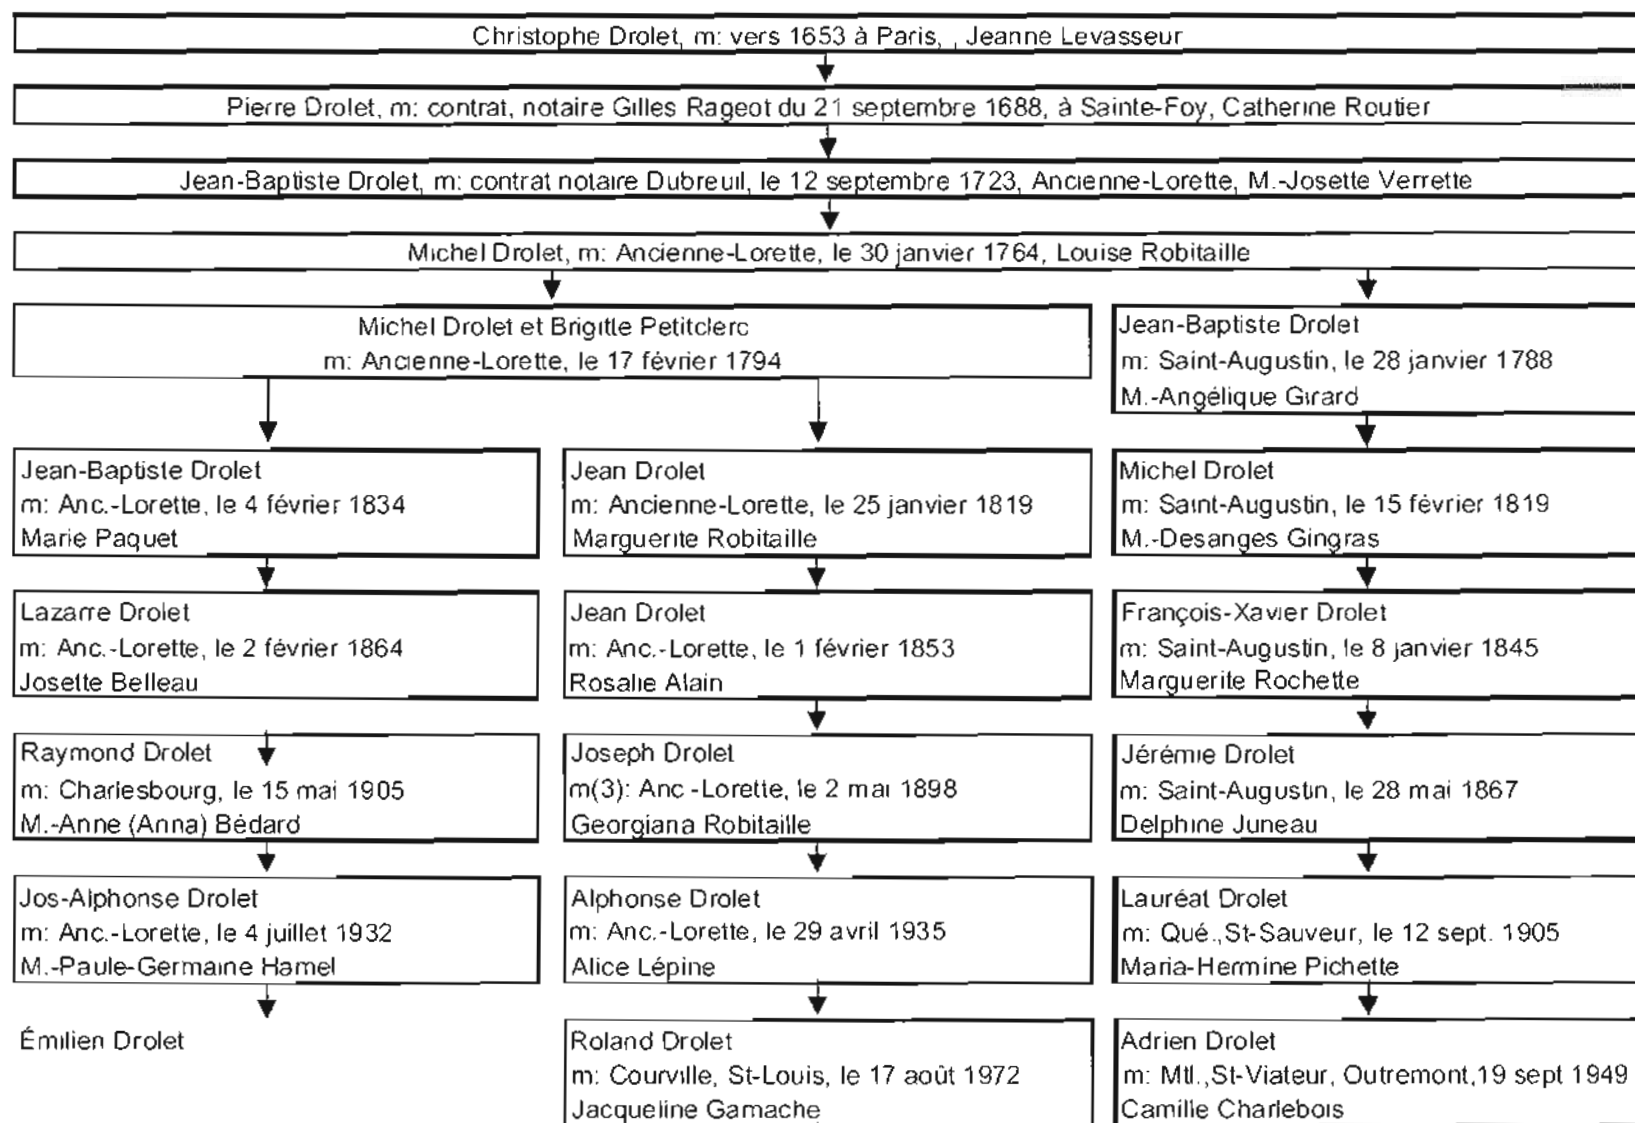 Christophe Drolet, m: vers 1653 à Paris, , Jeanne Levasseur
Pierre Drolet, m: contrat, notaire Gilles Rageot du 21 septembre 1688, à Sainte-Foy, Catherine Routier
Jean-Baptiste Drolet, m: contrat notaire Dubreuil, le 12 septembre 1723, Ancienne-Lorette, M.-Josette Verrette
Michel Drolet, m: Ancienne-Lorette, le 30 janvier 1764, Louise Robitaille
Michel Drolet et Brigitte Petitclerc
m: Ancienne-Lorette, le 17 février 1794
Jean-Baptiste Drolet
m: Saint-Augustin, le 28 janvier 1788
M.-Angélique Girard
Jean-Baptiste Drolet
m: Anc.-Lorette, le 4 février 1834
Marie Paquet
Jean Drolet
m: Ancienne-Lorette, le 25 janvier 1819
Marguerite Robitaille
Michel Drolet
m: Saint-Augustin, le 15 février 1819
M.-Desanges Gingras
Lazarre Drolet
m: Anc.-Lorette, le 2 février 1864
Josette Belleau
Jean Drolet
m: Anc.-Lorette, le 1 février 1853
Rosalie Alain
François-Xavier Drolet
m: Saint-Augustin, le 8 janvier 1845
Marguerite Rochette
Raymond Drolet
m: Charlesbourg, le 15 mai 1905
M.-Anne (Anna) Bédard
Joseph Drolet
m(3): Anc.-Lorette, le 2 mai 1898
Georgiana Robitaille
Jérémie Drolet
m: Saint-Augustin, le 28 mai 1867
Delphine Juneau
Jos-Alphonse Drolet
m: Anc.-Lorette, le 4 juillet 1932
M.-Paule-Germaine Hamel
Alphonse Drolet
m: Anc.-Lorette, le 29 avril 1935
Alice Lépine
Lauréat Drolet
m: Qué.,St-Sauveur, le 12 sept. 1905
Maria-Hermine Pichette
Émilien Drolet
Roland Drolet
m: Courville, St-Louis, le 17 août 1972
Jacqueline Gamache
Adrien Drolet
m: Mtl.,St-Viateur, Outremont,19 sept 1949
Camille Charlebois